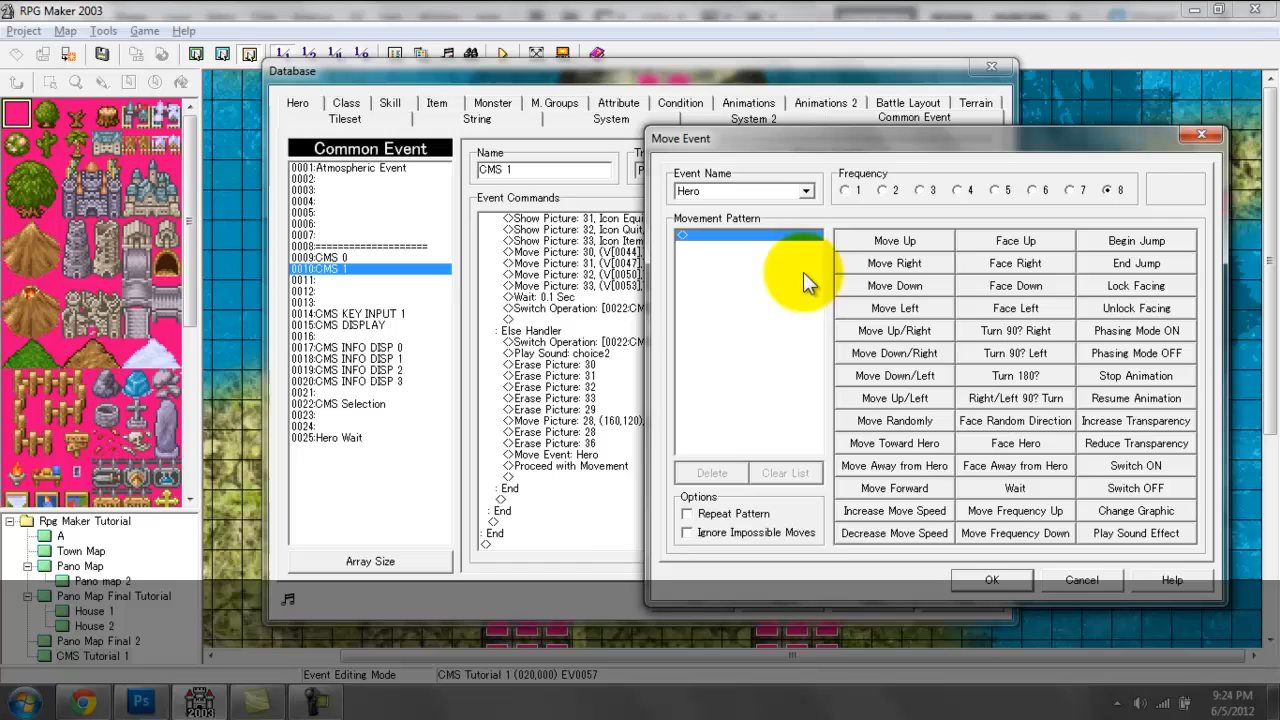 RPG Maker 2003
Project Map Tools Game Help
Database
Hero Class Skill Item Monster M. Groups Attribute Condition Animations Animations 2 Battle Layout Terrain
Tileset String System System 2 Common Event
Common Event
0001:Atmospheric Event
0002:
0003:
0004:
0005:
0006:
0007:
0008:====================
0009:CMS 0
0010:CMS 1
0011:
0012:
0013:
0014:CMS KEY INPUT 1
0015:CMS DISPLAY
0016:
0017:CMS INFO DISP 0
0018:CMS INFO DISP 1
0019:CMS INFO DISP 2
0020:CMS INFO DISP 3
0021:
0022:CMS Selection
0023:
0024:
0025:Hero Wait
Array Size
Name
CMS 1
Event Commands
<>Show Picture: 31, Icon Equi
<>Show Picture: 32, Icon Quit,
<>Show Picture: 33, Icon Item
<>Move Picture: 30, (V[0044],
<>Move Picture: 31, (V[0047],
<>Move Picture: 32, (V[0050],
<>Move Picture: 33, (V[0053],
<>Wait: 0.1 Sec
<>Switch Operation: [0022:CM
<>
: Else Handler
<>Switch Operation: [0022:CM
<>Play Sound: choice2
<>Erase Picture: 30
<>Erase Picture: 31
<>Erase Picture: 32
<>Erase Picture: 33
<>Erase Picture: 29
<>Move Picture: 28, (160,120),
<>Erase Picture: 28
<>Erase Picture: 36
<>Move Event: Hero
<>Proceed with Movement
<>
: End
<>
: End
<>
: End
<>
Move Event
Event Name
Hero
Frequency
1 2 3 4 5 6 7 8
Movement Pattern
<>
Delete Clear List
Options
Repeat Pattern
Ignore Impossible Moves
Move Up Face Up Begin Jump
Move Right Face Right End Jump
Move Down Face Down Lock Facing
Move Left Face Left Unlock Facing
Move Up/Right Turn 90? Right Phasing Mode ON
Move Down/Right Turn 90? Left Phasing Mode OFF
Move Down/Left Turn 180? Stop Animation
Move Up/Left Right/Left 90? Turn Resume Animation
Move Randomly Face Random Direction Increase Transparency
Move Toward Hero Face Hero Reduce Transparency
Move Away from Hero Face Away from Hero Switch ON
Move Forward Wait Switch OFF
Increase Move Speed Move Frequency Up Change Graphic
Decrease Move Speed Move Frequency Down Play Sound Effect
OK Cancel Help
Rpg Maker Tutorial
A
Town Map
Pano Map
Pano map 2
Pano Map Final Tutorial
House 1
House 2
Pano Map Final 2
CMS Tutorial 1
Event Editing Mode CMS Tutorial 1 (020,000) EV0057
Ps
2003
9:24 PM
6/5/2012